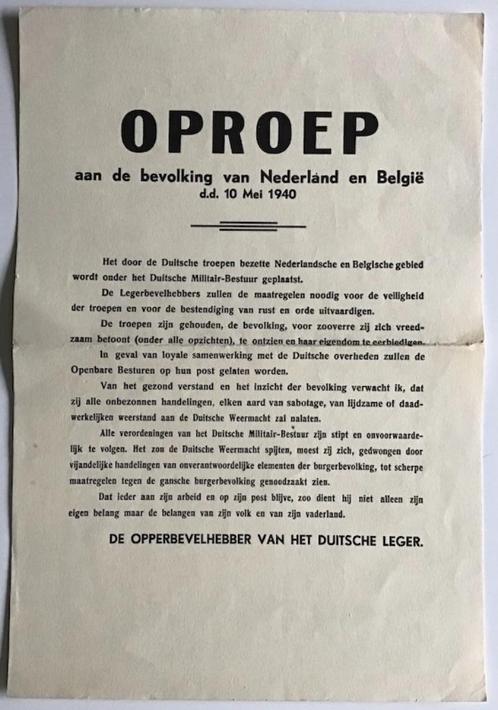 OPROEP
aan de bevolking van Nederland en België
d.d. 10 Mei 1940
Het door de Duitsche troepen bezette Nederlandsche en Belgische gebied
wordt onder het Duitsche Militair-Bestuur geplaatst.
De Legerbevelhebbers zullen de maatregelen noodig voor de veiligheid
der troepen en voor de bestendiging van rust en orde uitvaardigen.
De troepen zijn gehouden, de bevolking, voor zooverre zij zich vreed-
zaam betoont (onder alle opzichten), te ontzien en haar eigendom te eerbiedigen.
In geval van loyale samenwerking met de Duitsche overheden zullen de
Openbare Besturen op hun post gelaten worden.
Van het gezond verstand en het inzicht der bevolking verwacht ik, dat
zij alle onbezonnen handelingen, elken aard van sabotage, van lijdzame of daad-
werkelijken weerstand aan de Duitsche Weermacht zal nalaten.
Alle verordeningen van het Duitsche Militair-Bestuur zijn stipt en onvoorwaarde-
lijk te volgen. Het zou de Duitsche Weermacht spijten, moest zij zich, gedwongen door
vijandelijke handelingen van onverantwoordelijke elementen der burgerbevolking, tot scherpe
maatregelen tegen de gansche burgerbevolking genoodzaakt zien.
Dat ieder aan zijn arbeid en op zijn post blijve, zoo dient hij niet alleen zijn
eigen belang maar de belangen van zijn volk en van zijn vaderland.
DE OPPERBEVELHEBBER VAN HET DUITSCHE LEGER.